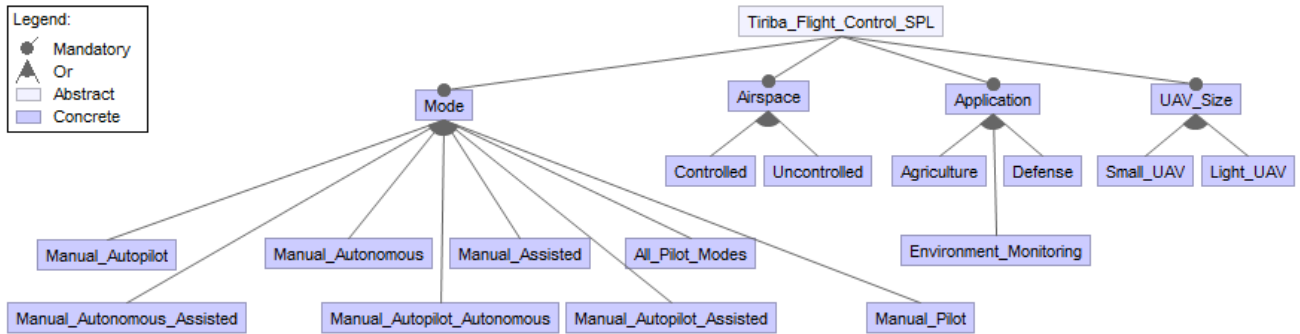 Legend:
Mandatory
Or
Abstract
Concrete
Tiriba_Flight_Control_SPL
Mode
Airspace
Application
UAV_Size
Controlled
Uncontrolled
Agriculture
Defense
Small_UAV
Light_UAV
Manual_Autopilot
Manual_Autonomous
Manual_Assisted
All_Pilot_Modes
Environment_Monitoring
Manual_Autonomous_Assisted
Manual_Autopilot_Autonomous
Manual_Autopilot_Assisted
Manual_Pilot